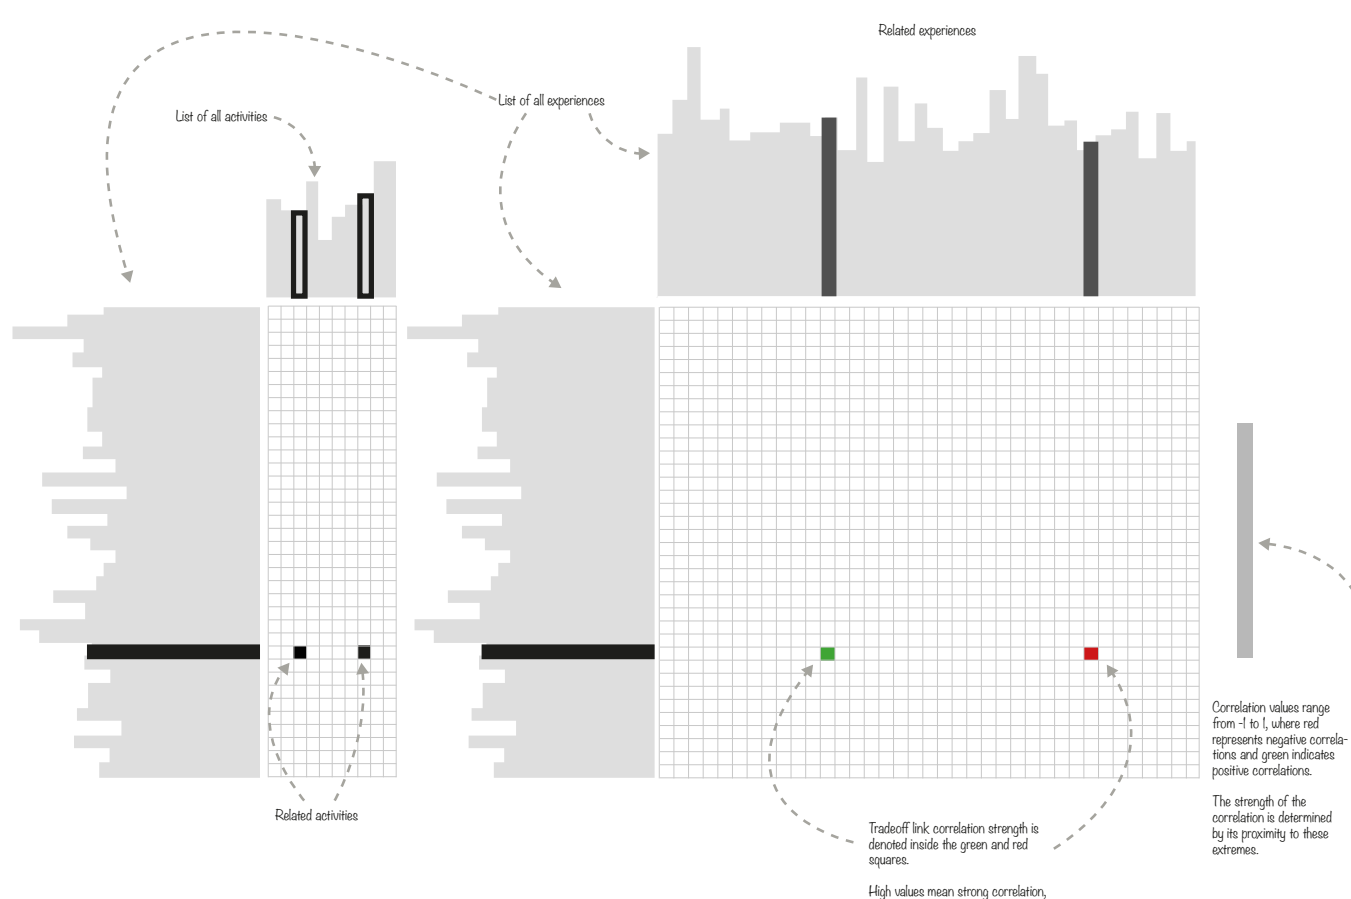 Related experiences
List of all experiences
List of all activities
Related activities
Tradeoff link correlation strength is
denoted inside the green and red
squares.
High values mean strong correlation,
Correlation values range
from -1 to 1, where red
represents negative correla-
tions and green indicates
positive correlations.
The strength of the
correlation is determined
by its proximity to these
extremes.